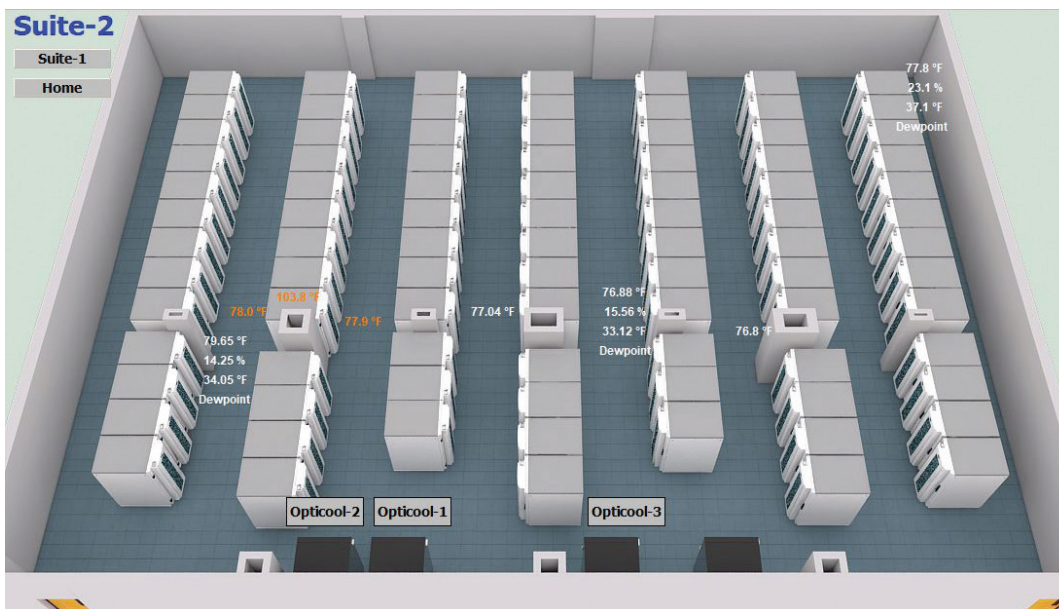 Suite-2
Suite-1
Home
77.8 °F
23.1 %
37.1 °F
Dewpoint
103.8 °F
78.0 °F
77.9 °F
79.65 °F
14.25 %
34.05 °F
Dewpoint
77.04 °F
76.88 °F
15.56 %
33.12 °F
Dewpoint
76.8 °F
Opticool-2
Opticool-1
Opticool-3